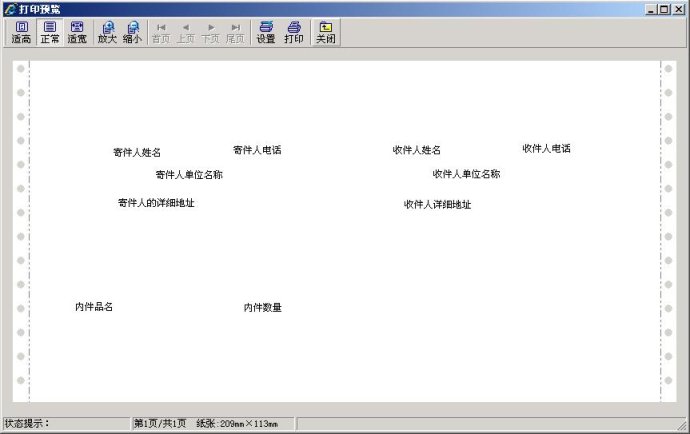 打印预览
适高 正常 适宽 放大 缩小 首页 上页 下页 尾页 设置 打印 关闭
寄件人姓名 寄件人电话 收件人姓名 收件人电话
寄件人单位名称 收件人单位名称
寄件人的详细地址 收件人详细地址
内件品名 内件数量
状态提示： 第1页/共1页 纸张:209mm×113mm